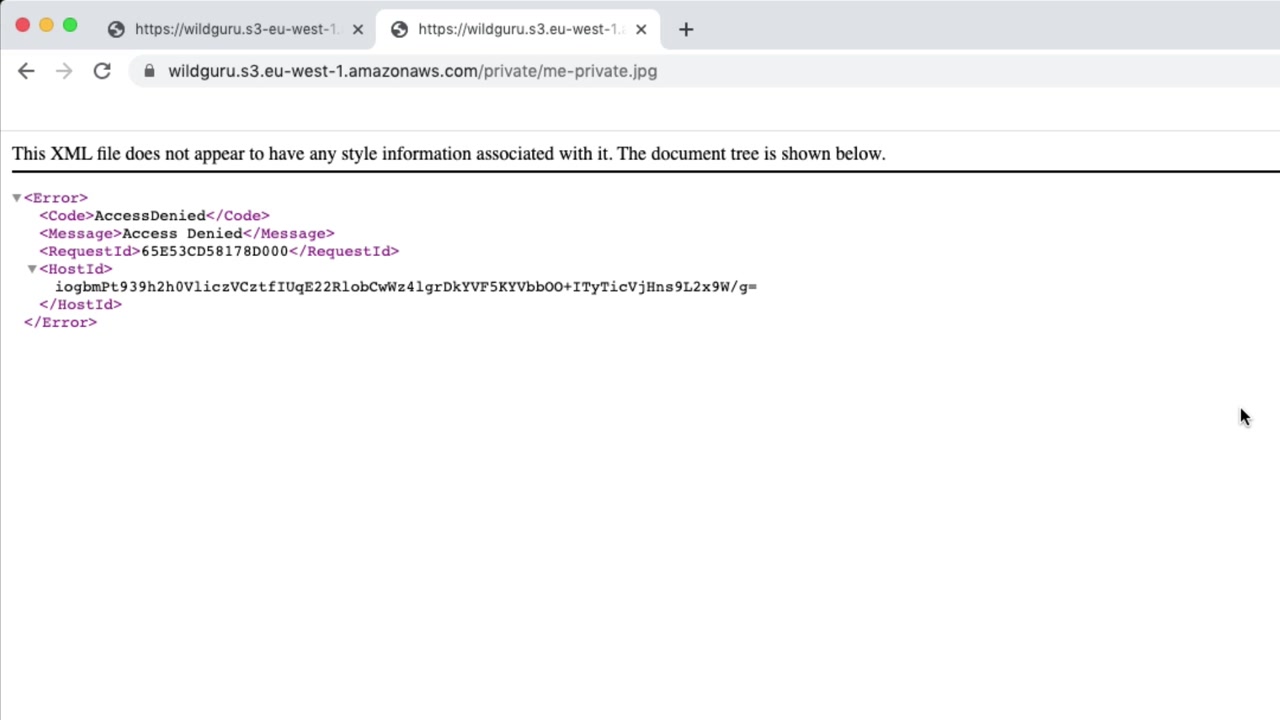 https://wildguru.s3-eu-west-1.
https://wildguru.s3.eu-west-1.
wildguru.s3.eu-west-1.amazonaws.com/private/me-private.jpg
This XML file does not appear to have any style information associated with it. The document tree is shown below.
<Error>
<Code>AccessDenied</Code>
<Message>Access Denied</Message>
<RequestId>65E53CD58178D000</RequestId>
<HostId>
iogbmPt939h2h0VliczVCztfIUqE22RlobCwWz4lgrDkYVF5KYVbbOO+ITyTicVjHns9L2x9W/g=
</HostId>
</Error>